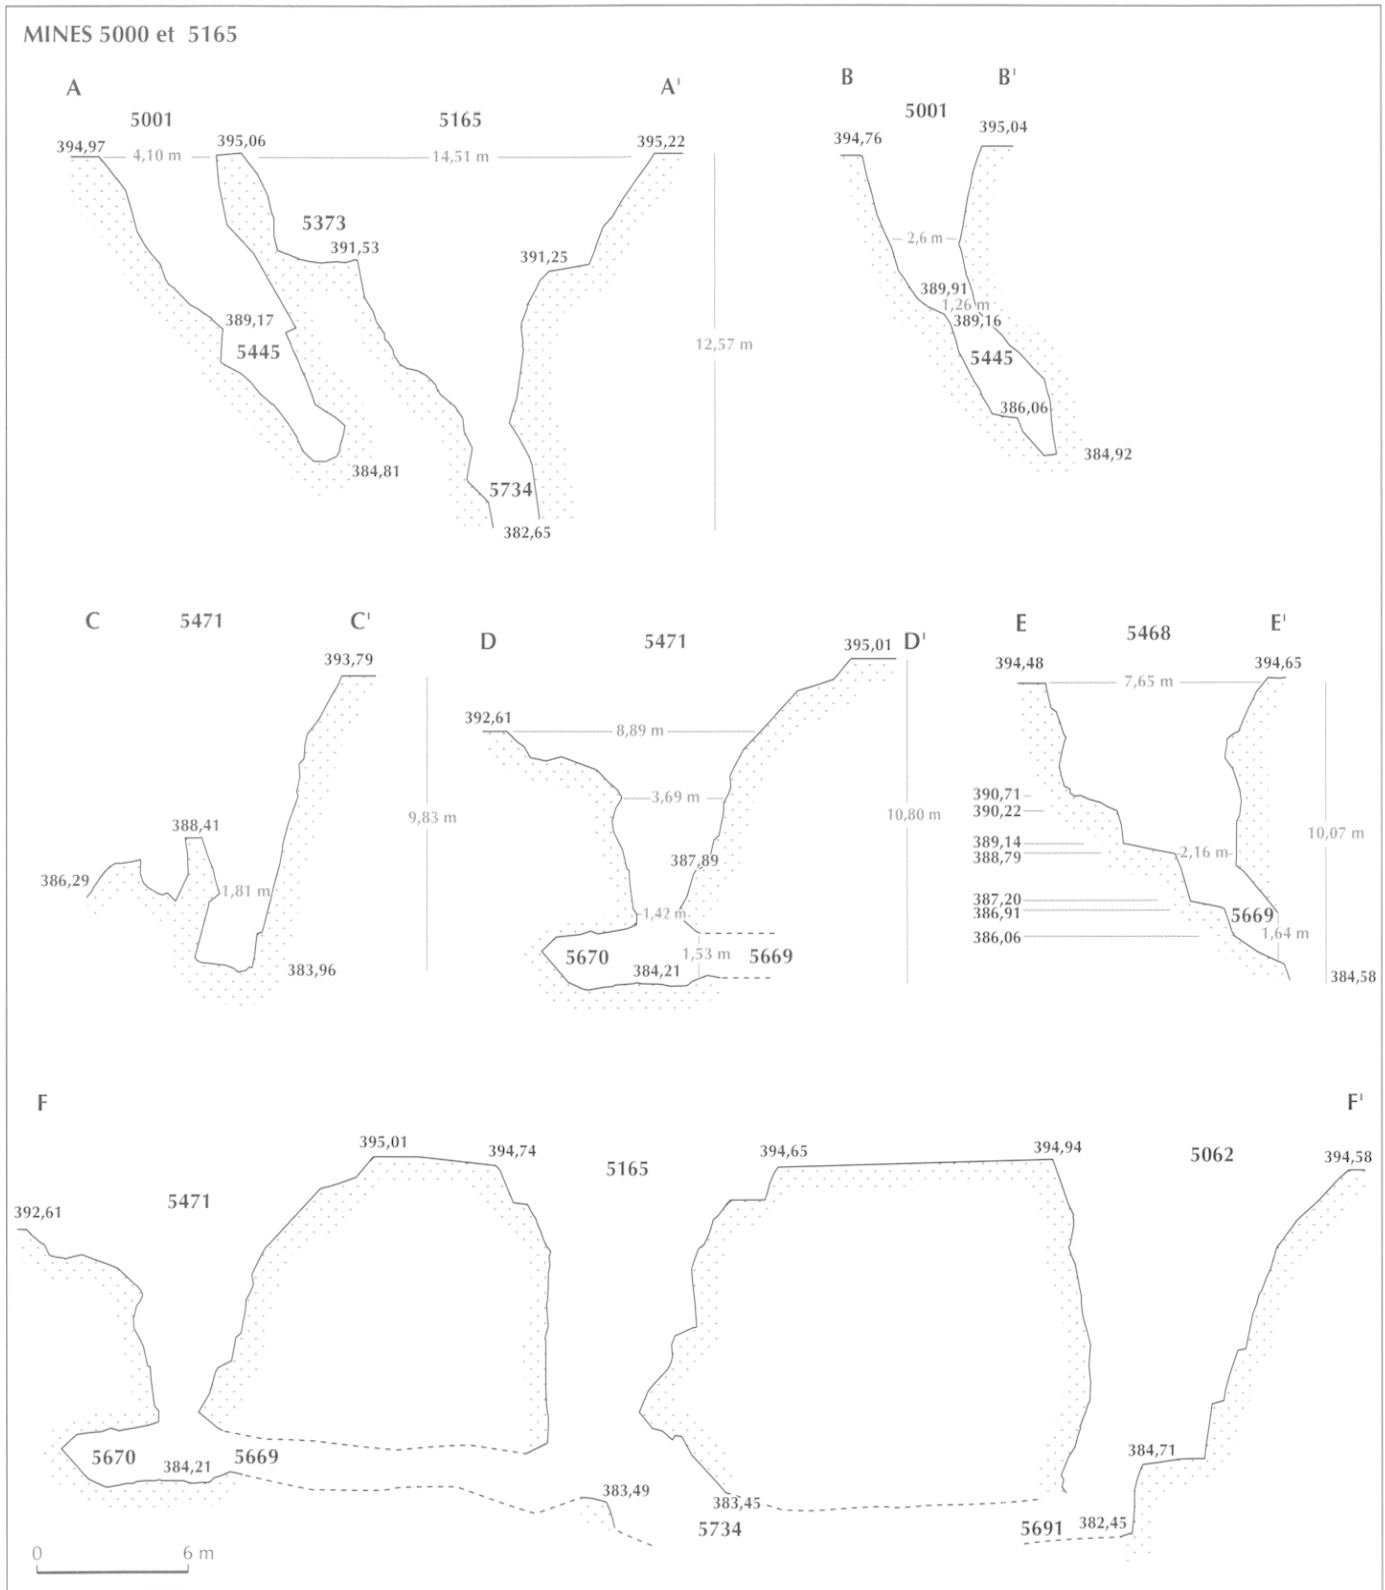 MINES 5000 et 5165
A A'
5001 5165
394,97 395,06 395,22
4,10 m 14,51 m
5373
391,53 391,25
389,17
5445
12,57 m
384,81
5734
382,65
B B'
5001
394,76 395,04
2,6 m
389,91
1,26 m
389,16
5445
386,06
384,92
C 5471 C'
393,79
388,41
386,29
1,81 m
9,83 m
383,96
D 5471 D'
395,01
392,61
8,89 m
3,69 m
10,80 m
387,89
1,42 m
5670 1,53 m 5669
384,21
E 5468 E'
394,48 394,65
7,65 m
390,71
390,22
389,14
388,79
2,16 m
10,07 m
387,20
386,91
5669
386,06
1,64 m
384,58
F F'
395,01 394,74 5165 394,65 394,94 5062 394,58
5471
392,61
5670 384,21 5669
384,71
383,49 383,45
5734 5691 382,45
0 6 m